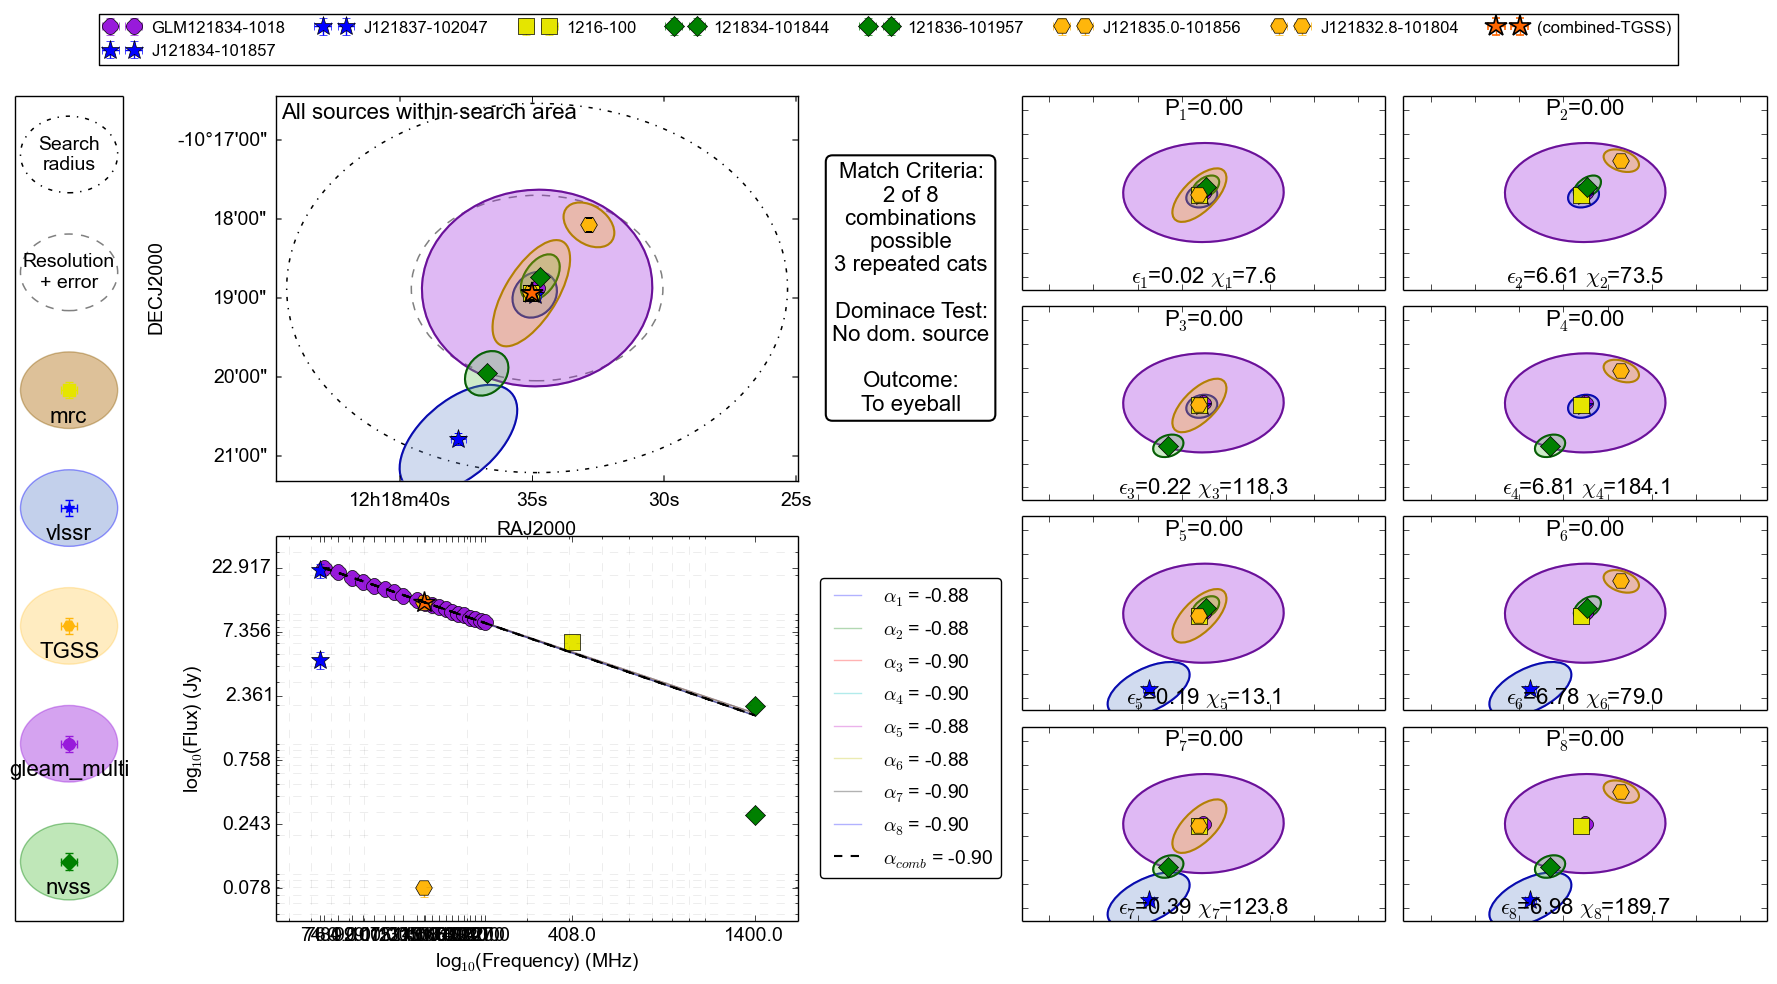 GLM121834-1018 J121837-102047 1216-100 121834-101844 121836-101957 J121835.0-101856 J121832.8-101804 (combined-TGSS)
J121834-101857
Search
radius
Resolution
+ error
mrc
vlssr
TGSS
gleam_multi
nvss
All sources within search area
DECJ2000
-10°17'00"
18'00"
19'00"
20'00"
21'00"
12h18m40s 35s 30s 25s
RAJ2000
Match Criteria:
2 of 8
combinations
possible
3 repeated cats
Dominace Test:
No dom. source
Outcome:
To eyeball
log10(Flux) (Jy)
22.917
7.356
2.361
0.758
0.243
0.078
408.0 1400.0
log10(Frequency) (MHz)
α1 = -0.88
α2 = -0.88
α3 = -0.90
α4 = -0.90
α5 = -0.88
α6 = -0.88
α7 = -0.90
α8 = -0.90
αcomb = -0.90
P1=0.00
ϵ1=0.02 χ1=7.6
P2=0.00
ϵ2=6.61 χ2=73.5
P3=0.00
ϵ3=0.22 χ3=118.3
P4=0.00
ϵ4=6.81 χ4=184.1
P5=0.00
ϵ5=0.19 χ5=13.1
P6=0.00
ϵ6=6.78 χ6=79.0
P7=0.00
ϵ7=0.39 χ7=123.8
P8=0.00
ϵ8=6.98 χ8=189.7